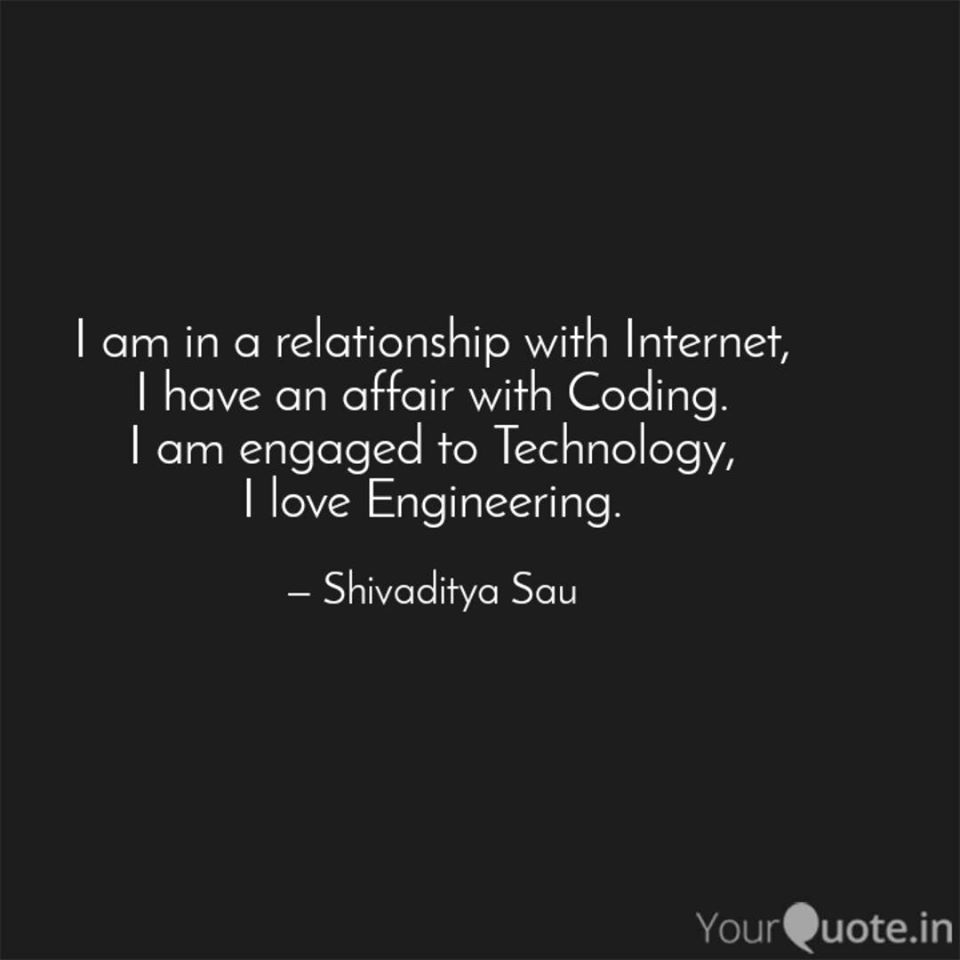 I am in a relationship with Internet,
I have an affair with Coding.
I am engaged to Technology,
I love Engineering.
– Shivaditya Sau
YourQuote.in